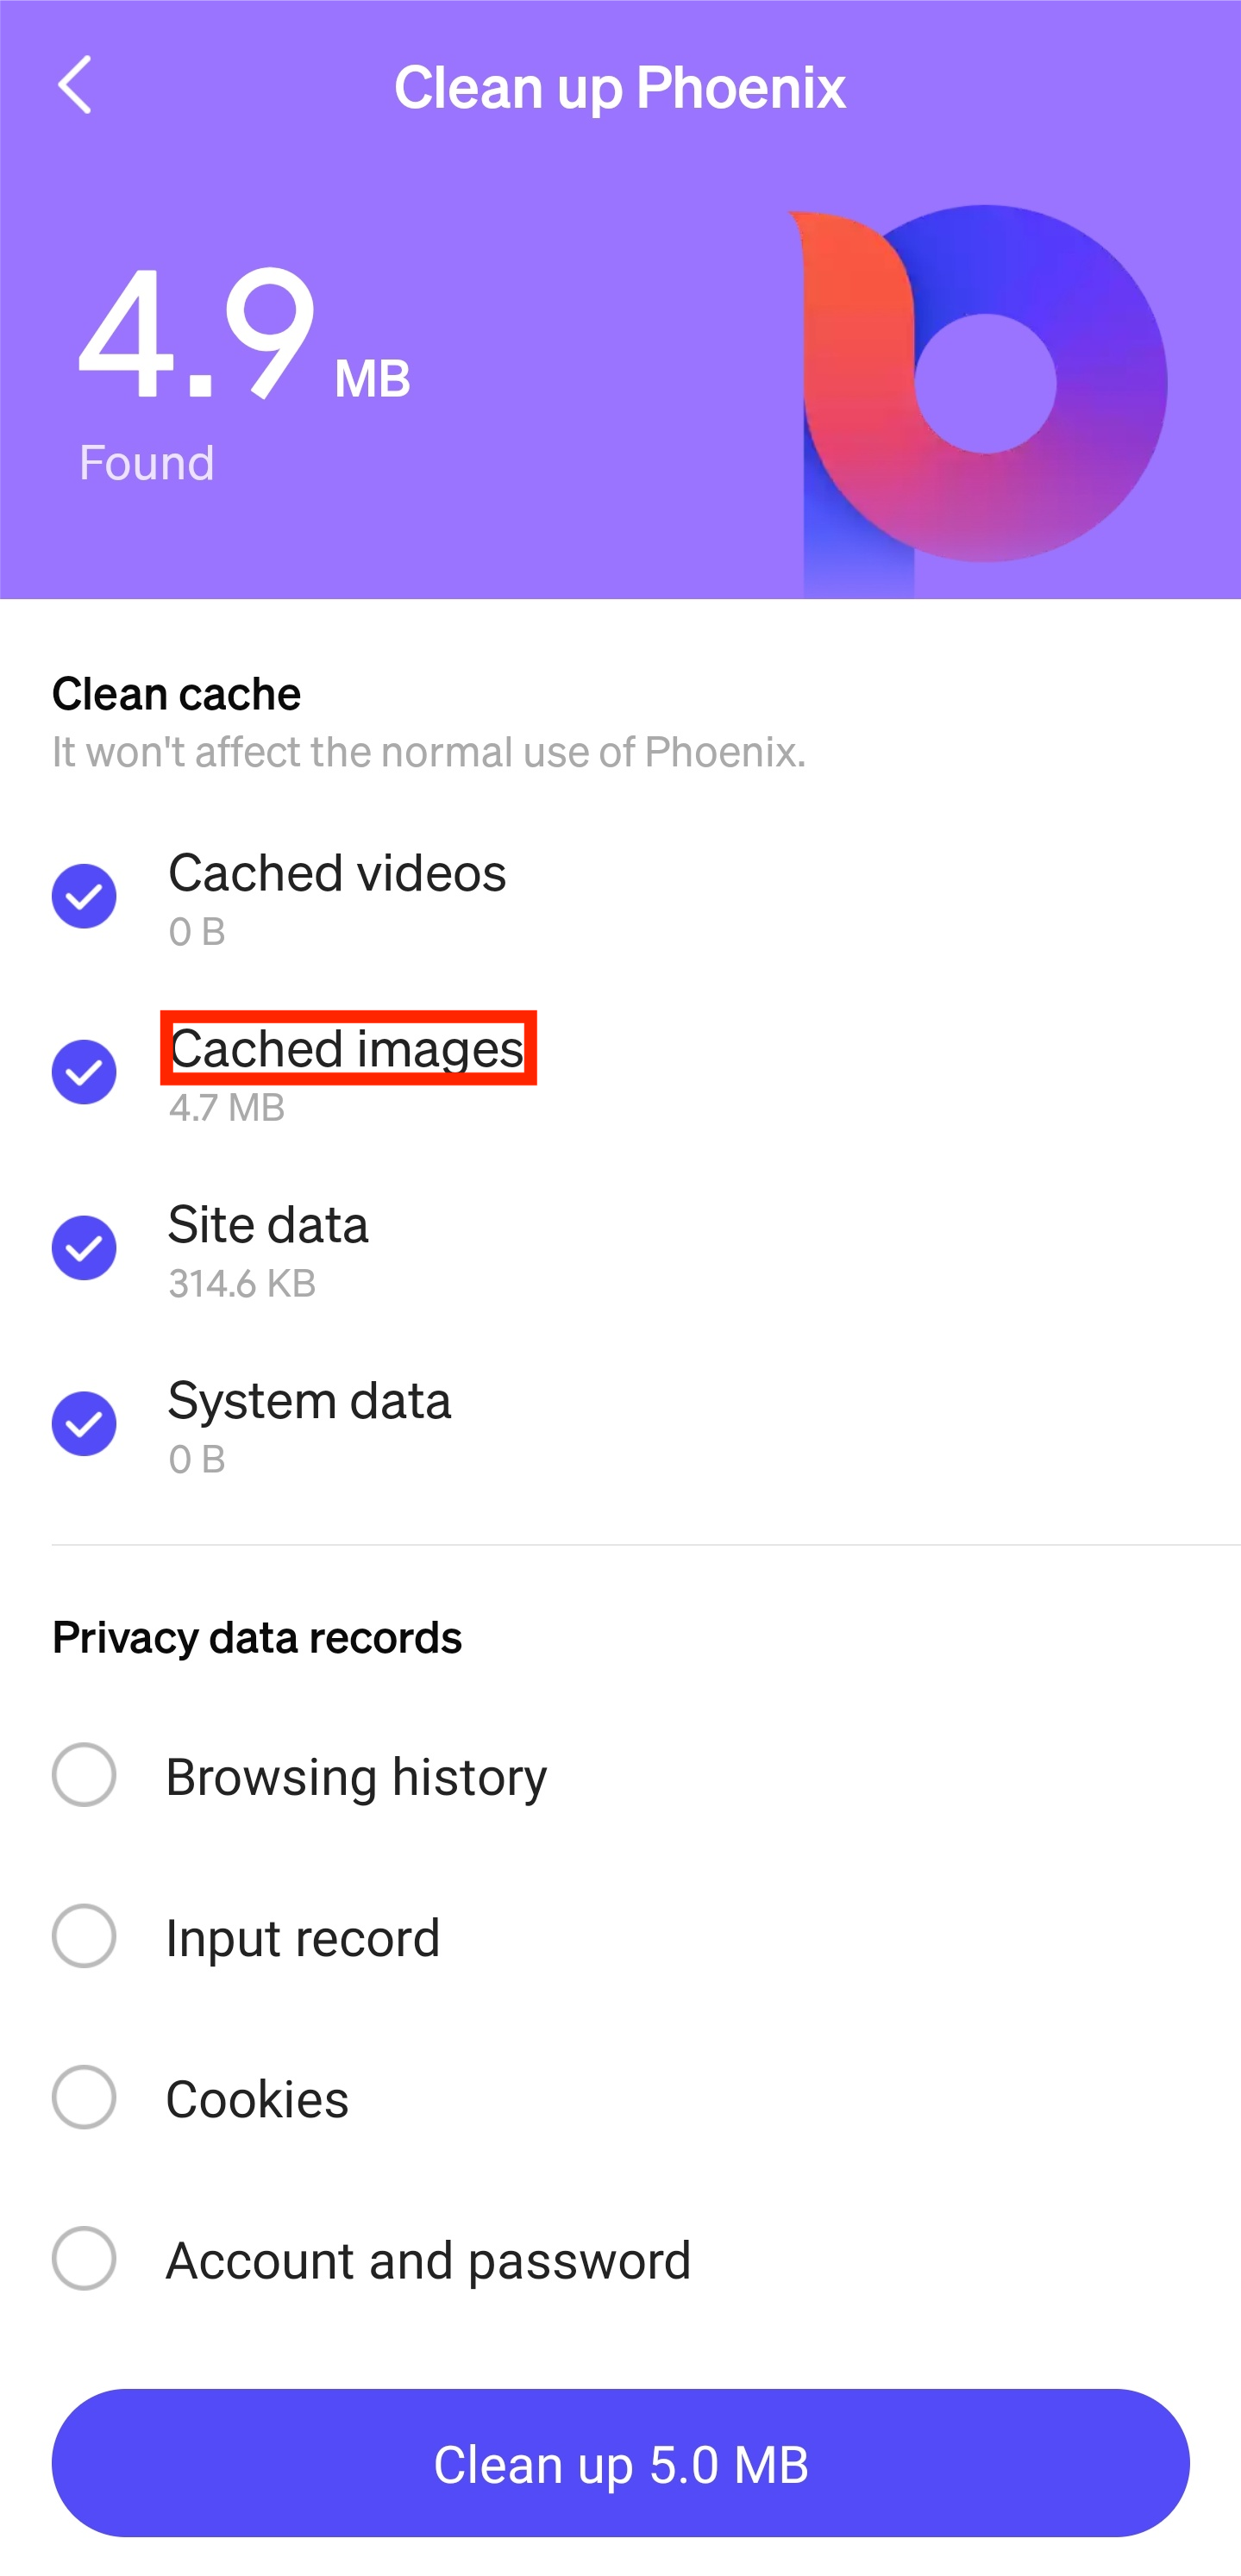 Clean up Phoenix
4.9 MB
Found
Clean cache
It won't affect the normal use of Phoenix.
Cached videos
0 B
Cached images
4.7 MB
Site data
314.6 KB
System data
0 B
Privacy data records
Browsing history
Input record
Cookies
Account and password
Clean up 5.0 MB